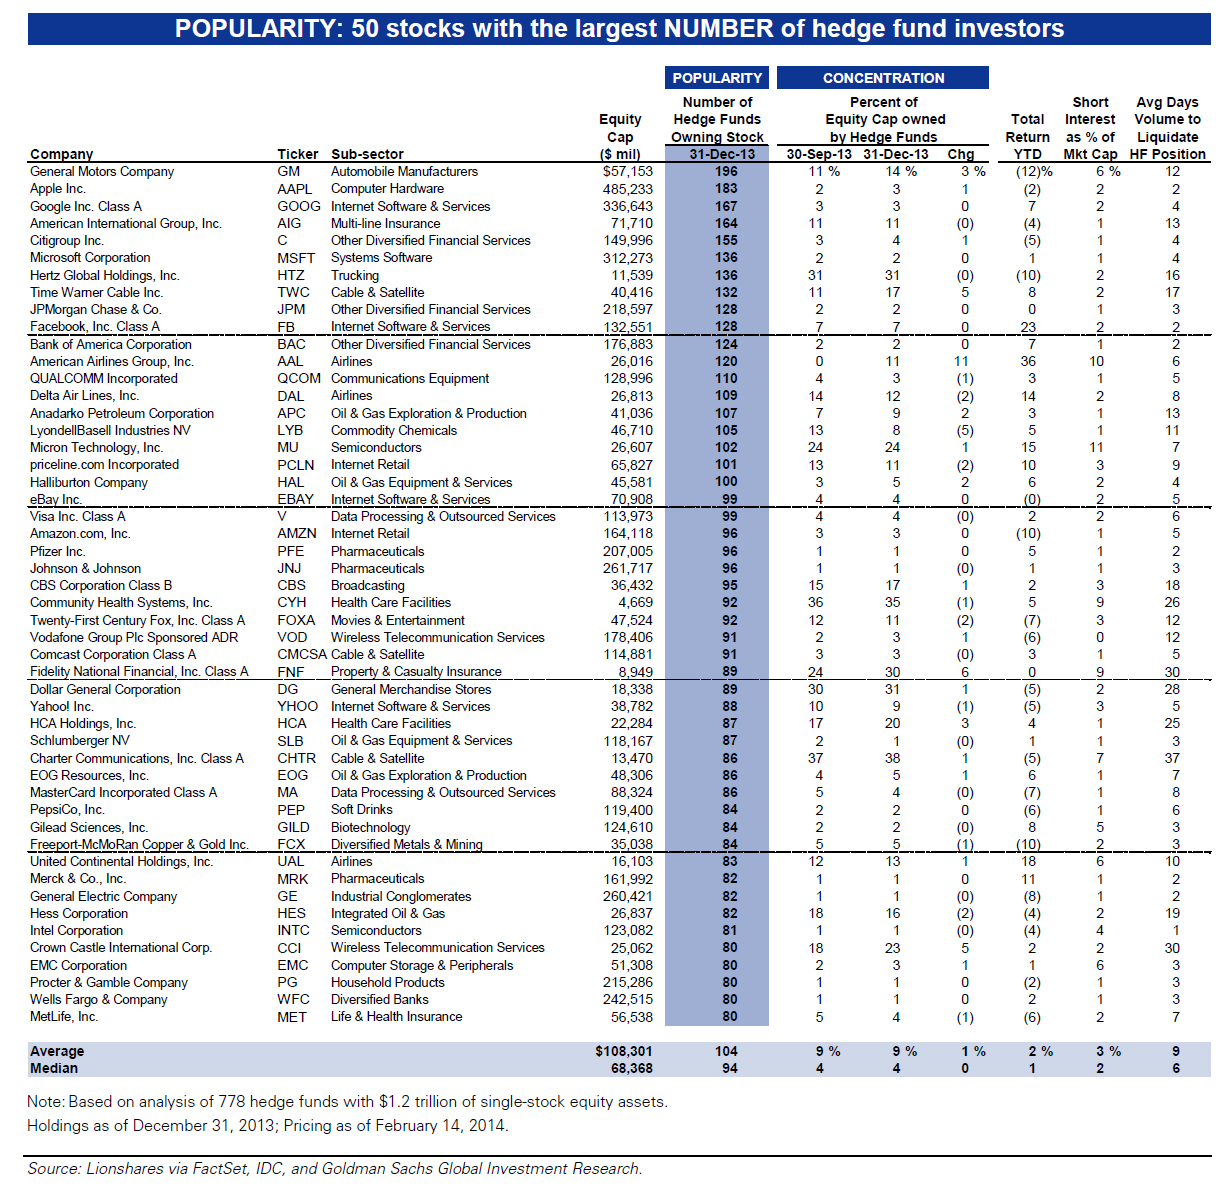 POPULARITY: 50 stocks with the largest NUMBER of hedge fund investors
POPULARITY CONCENTRATION
Number of Percent of Short Avg Days
Equity Hedge Funds Equity Cap owned Total Interest Volume to
Cap Owning Stock by Hedge Funds Return as % of Liquidate
Company Ticker Sub-sector ($ mil) 31-Dec-13 30-Sep-13 31-Dec-13 Chg YTD Mkt Cap HF Position
General Motors Company GM Automobile Manufacturers $57,153 196 11 % 14 % 3 % (12)% 6 % 12
Apple Inc. AAPL Computer Hardware 485,233 183 2 3 1 (2) 2 2
Google Inc. Class A GOOG Internet Software & Services 336,643 167 3 3 0 7 2 4
American International Group, Inc. AIG Multi-line Insurance 71,710 164 11 11 (0) (4) 1 13
Citigroup Inc. C Other Diversified Financial Services 149,996 155 3 4 1 (5) 1 4
Microsoft Corporation MSFT Systems Software 312,273 136 2 2 0 1 1 4
Hertz Global Holdings, Inc. HTZ Trucking 11,539 136 31 31 (0) (10) 2 16
Time Warner Cable Inc. TWC Cable & Satellite 40,416 132 11 17 5 8 2 17
JPMorgan Chase & Co. JPM Other Diversified Financial Services 218,597 128 2 2 0 0 1 3
Facebook, Inc. Class A FB Internet Software & Services 132,551 128 7 7 0 23 2 2
Bank of America Corporation BAC Other Diversified Financial Services 176,883 124 2 2 0 7 1 2
American Airlines Group, Inc. AAL Airlines 26,016 120 0 11 11 36 10 6
QUALCOMM Incorporated QCOM Communications Equipment 128,996 110 4 3 (1) 3 1 5
Delta Air Lines, Inc. DAL Airlines 26,813 109 14 12 (2) 14 2 8
Anadarko Petroleum Corporation APC Oil & Gas Exploration & Production 41,036 107 7 9 2 3 1 13
LyondellBasell Industries NV LYB Commodity Chemicals 46,710 105 13 8 (5) 5 1 11
Micron Technology, Inc. MU Semiconductors 26,607 102 24 24 1 15 11 7
priceline.com Incorporated PCLN Internet Retail 65,827 101 13 11 (2) 10 3 9
Halliburton Company HAL Oil & Gas Equipment & Services 45,581 100 3 5 2 6 2 4
eBay Inc. EBAY Internet Software & Services 70,908 99 4 4 0 (0) 2 5
Visa Inc. Class A V Data Processing & Outsourced Services 113,973 99 4 4 (0) 2 2 6
Amazon.com, Inc. AMZN Internet Retail 164,118 96 3 3 0 (10) 1 5
Pfizer Inc. PFE Pharmaceuticals 207,005 96 1 1 0 5 1 2
Johnson & Johnson JNJ Pharmaceuticals 261,717 96 1 1 (0) 1 1 3
CBS Corporation Class B CBS Broadcasting 36,432 95 15 17 1 2 3 18
Community Health Systems, Inc. CYH Health Care Facilities 4,669 92 36 35 (1) 5 9 26
Twenty-First Century Fox, Inc. Class A FOXA Movies & Entertainment 47,524 92 12 11 (2) (7) 3 12
Vodafone Group Plc Sponsored ADR VOD Wireless Telecommunication Services 178,406 91 2 3 1 (6) 0 12
Comcast Corporation Class A CMCSA Cable & Satellite 114,881 91 3 3 (0) 3 1 5
Fidelity National Financial, Inc. Class A FNF Property & Casualty Insurance 8,949 89 24 30 6 0 9 30
Dollar General Corporation DG General Merchandise Stores 18,338 89 30 31 1 (5) 2 28
Yahoo! Inc. YHOO Internet Software & Services 38,782 88 10 9 (1) (5) 3 5
HCA Holdings, Inc. HCA Health Care Facilities 22,284 87 17 20 3 4 1 25
Schlumberger NV SLB Oil & Gas Equipment & Services 118,167 87 2 1 (0) 1 1 3
Charter Communications, Inc. Class A CHTR Cable & Satellite 13,470 86 37 38 1 (5) 7 37
EOG Resources, Inc. EOG Oil & Gas Exploration & Production 48,306 86 4 5 1 6 1 7
MasterCard Incorporated Class A MA Data Processing & Outsourced Services 88,324 86 5 4 (0) (7) 1 8
PepsiCo, Inc. PEP Soft Drinks 119,400 84 2 2 0 (6) 1 6
Gilead Sciences, Inc. GILD Biotechnology 124,610 84 2 2 (0) 8 5 3
Freeport-McMoRan Copper & Gold Inc. FCX Diversified Metals & Mining 35,038 84 5 5 (1) (10) 2 3
United Continental Holdings, Inc. UAL Airlines 16,103 83 12 13 1 18 6 10
Merck & Co., Inc. MRK Pharmaceuticals 161,992 82 1 1 0 11 1 2
General Electric Company GE Industrial Conglomerates 260,421 82 1 1 (0) (8) 1 2
Hess Corporation HES Integrated Oil & Gas 26,837 82 18 16 (2) (4) 2 19
Intel Corporation INTC Semiconductors 123,082 81 1 1 (0) (4) 4 1
Crown Castle International Corp. CCI Wireless Telecommunication Services 25,062 80 18 23 5 2 2 30
EMC Corporation EMC Computer Storage & Peripherals 51,308 80 2 3 1 1 6 3
Procter & Gamble Company PG Household Products 215,286 80 1 1 0 (2) 1 3
Wells Fargo & Company WFC Diversified Banks 242,515 80 1 1 0 2 1 3
MetLife, Inc. MET Life & Health Insurance 56,538 80 5 4 (1) (6) 2 7
Average $108,301 104 9 % 9 % 1 % 2 % 3 % 9
Median 68,368 94 4 4 0 1 2 6
Note: Based on analysis of 778 hedge funds with $1.2 trillion of single-stock equity assets.
Holdings as of December 31, 2013; Pricing as of February 14, 2014.
Source: Lionshares via FactSet, IDC, and Goldman Sachs Global Investment Research.